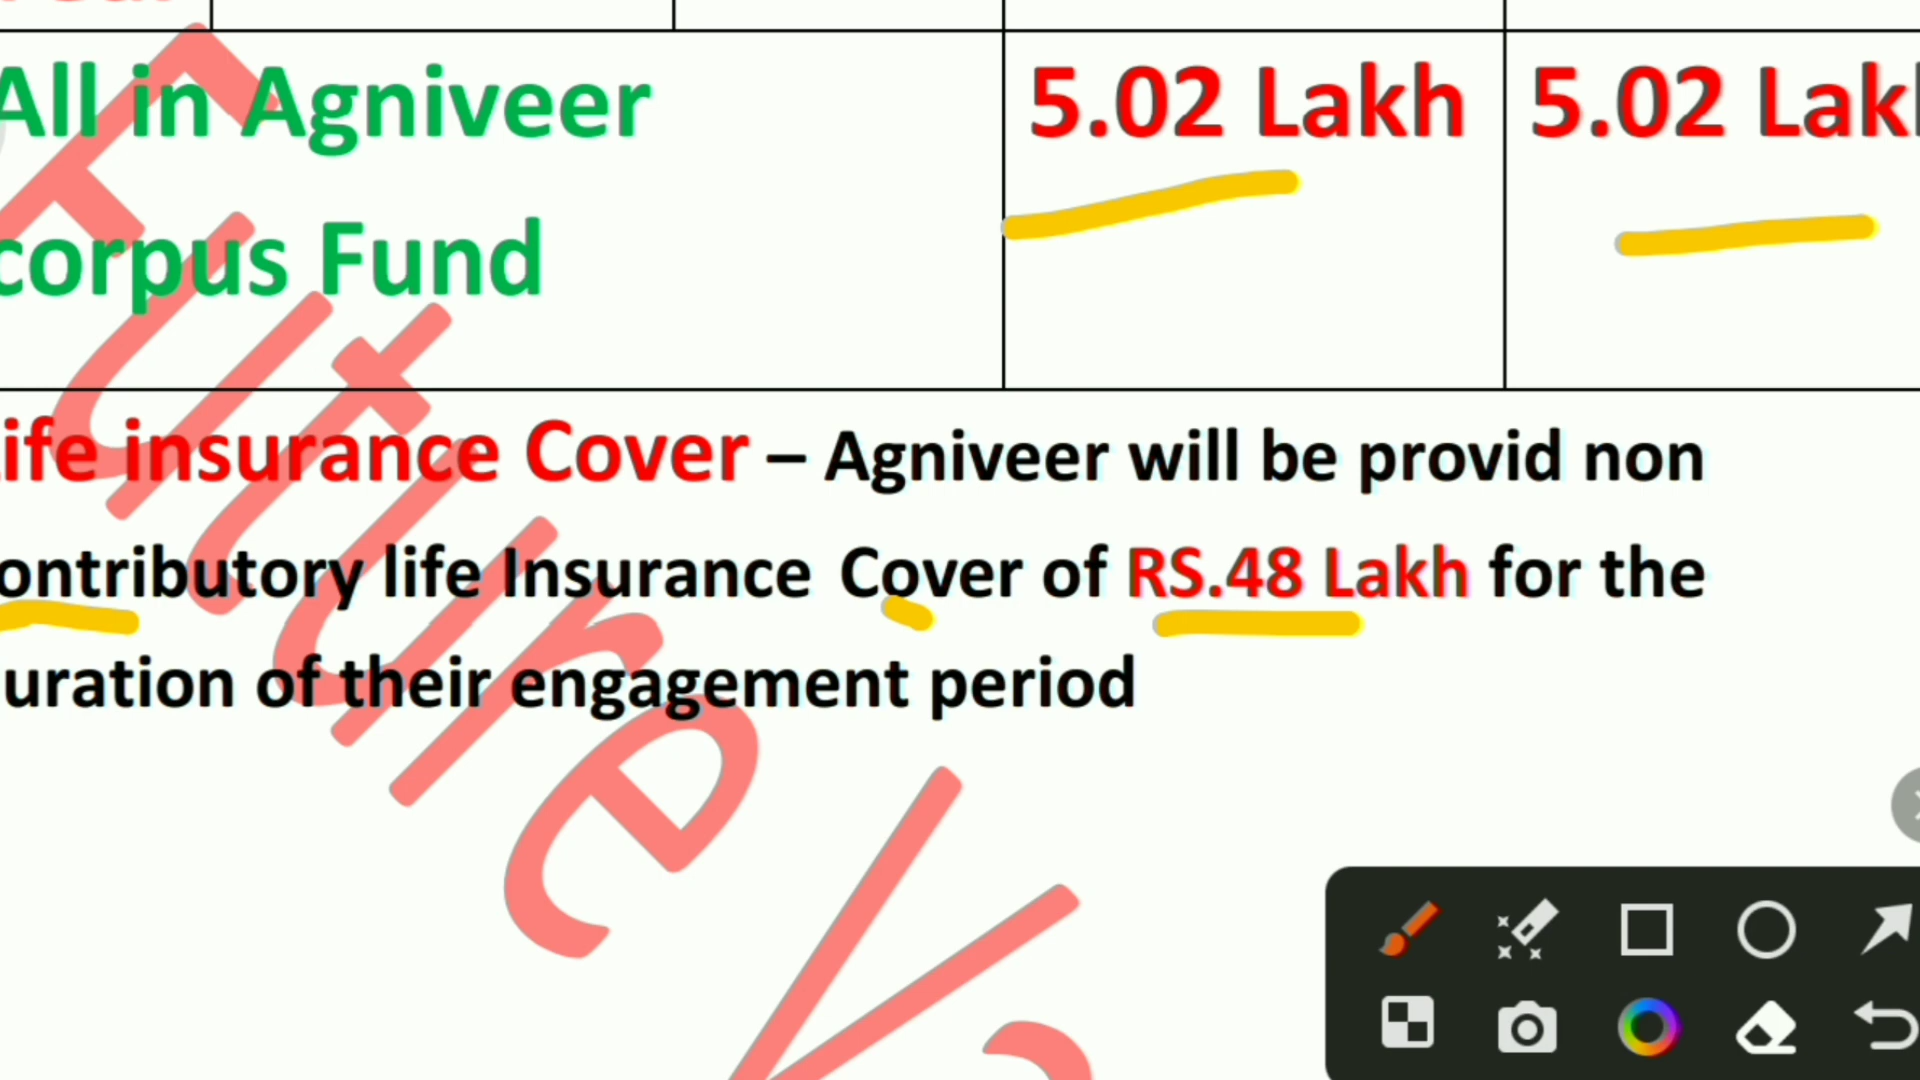 All in Agniveer
corpus Fund
5.02 Lakh
5.02 Lak
ife insurance Cover – Agniveer will be provid non
ontributory life Insurance Cover of RS.48 Lakh for the
uration of their engagement period
Future